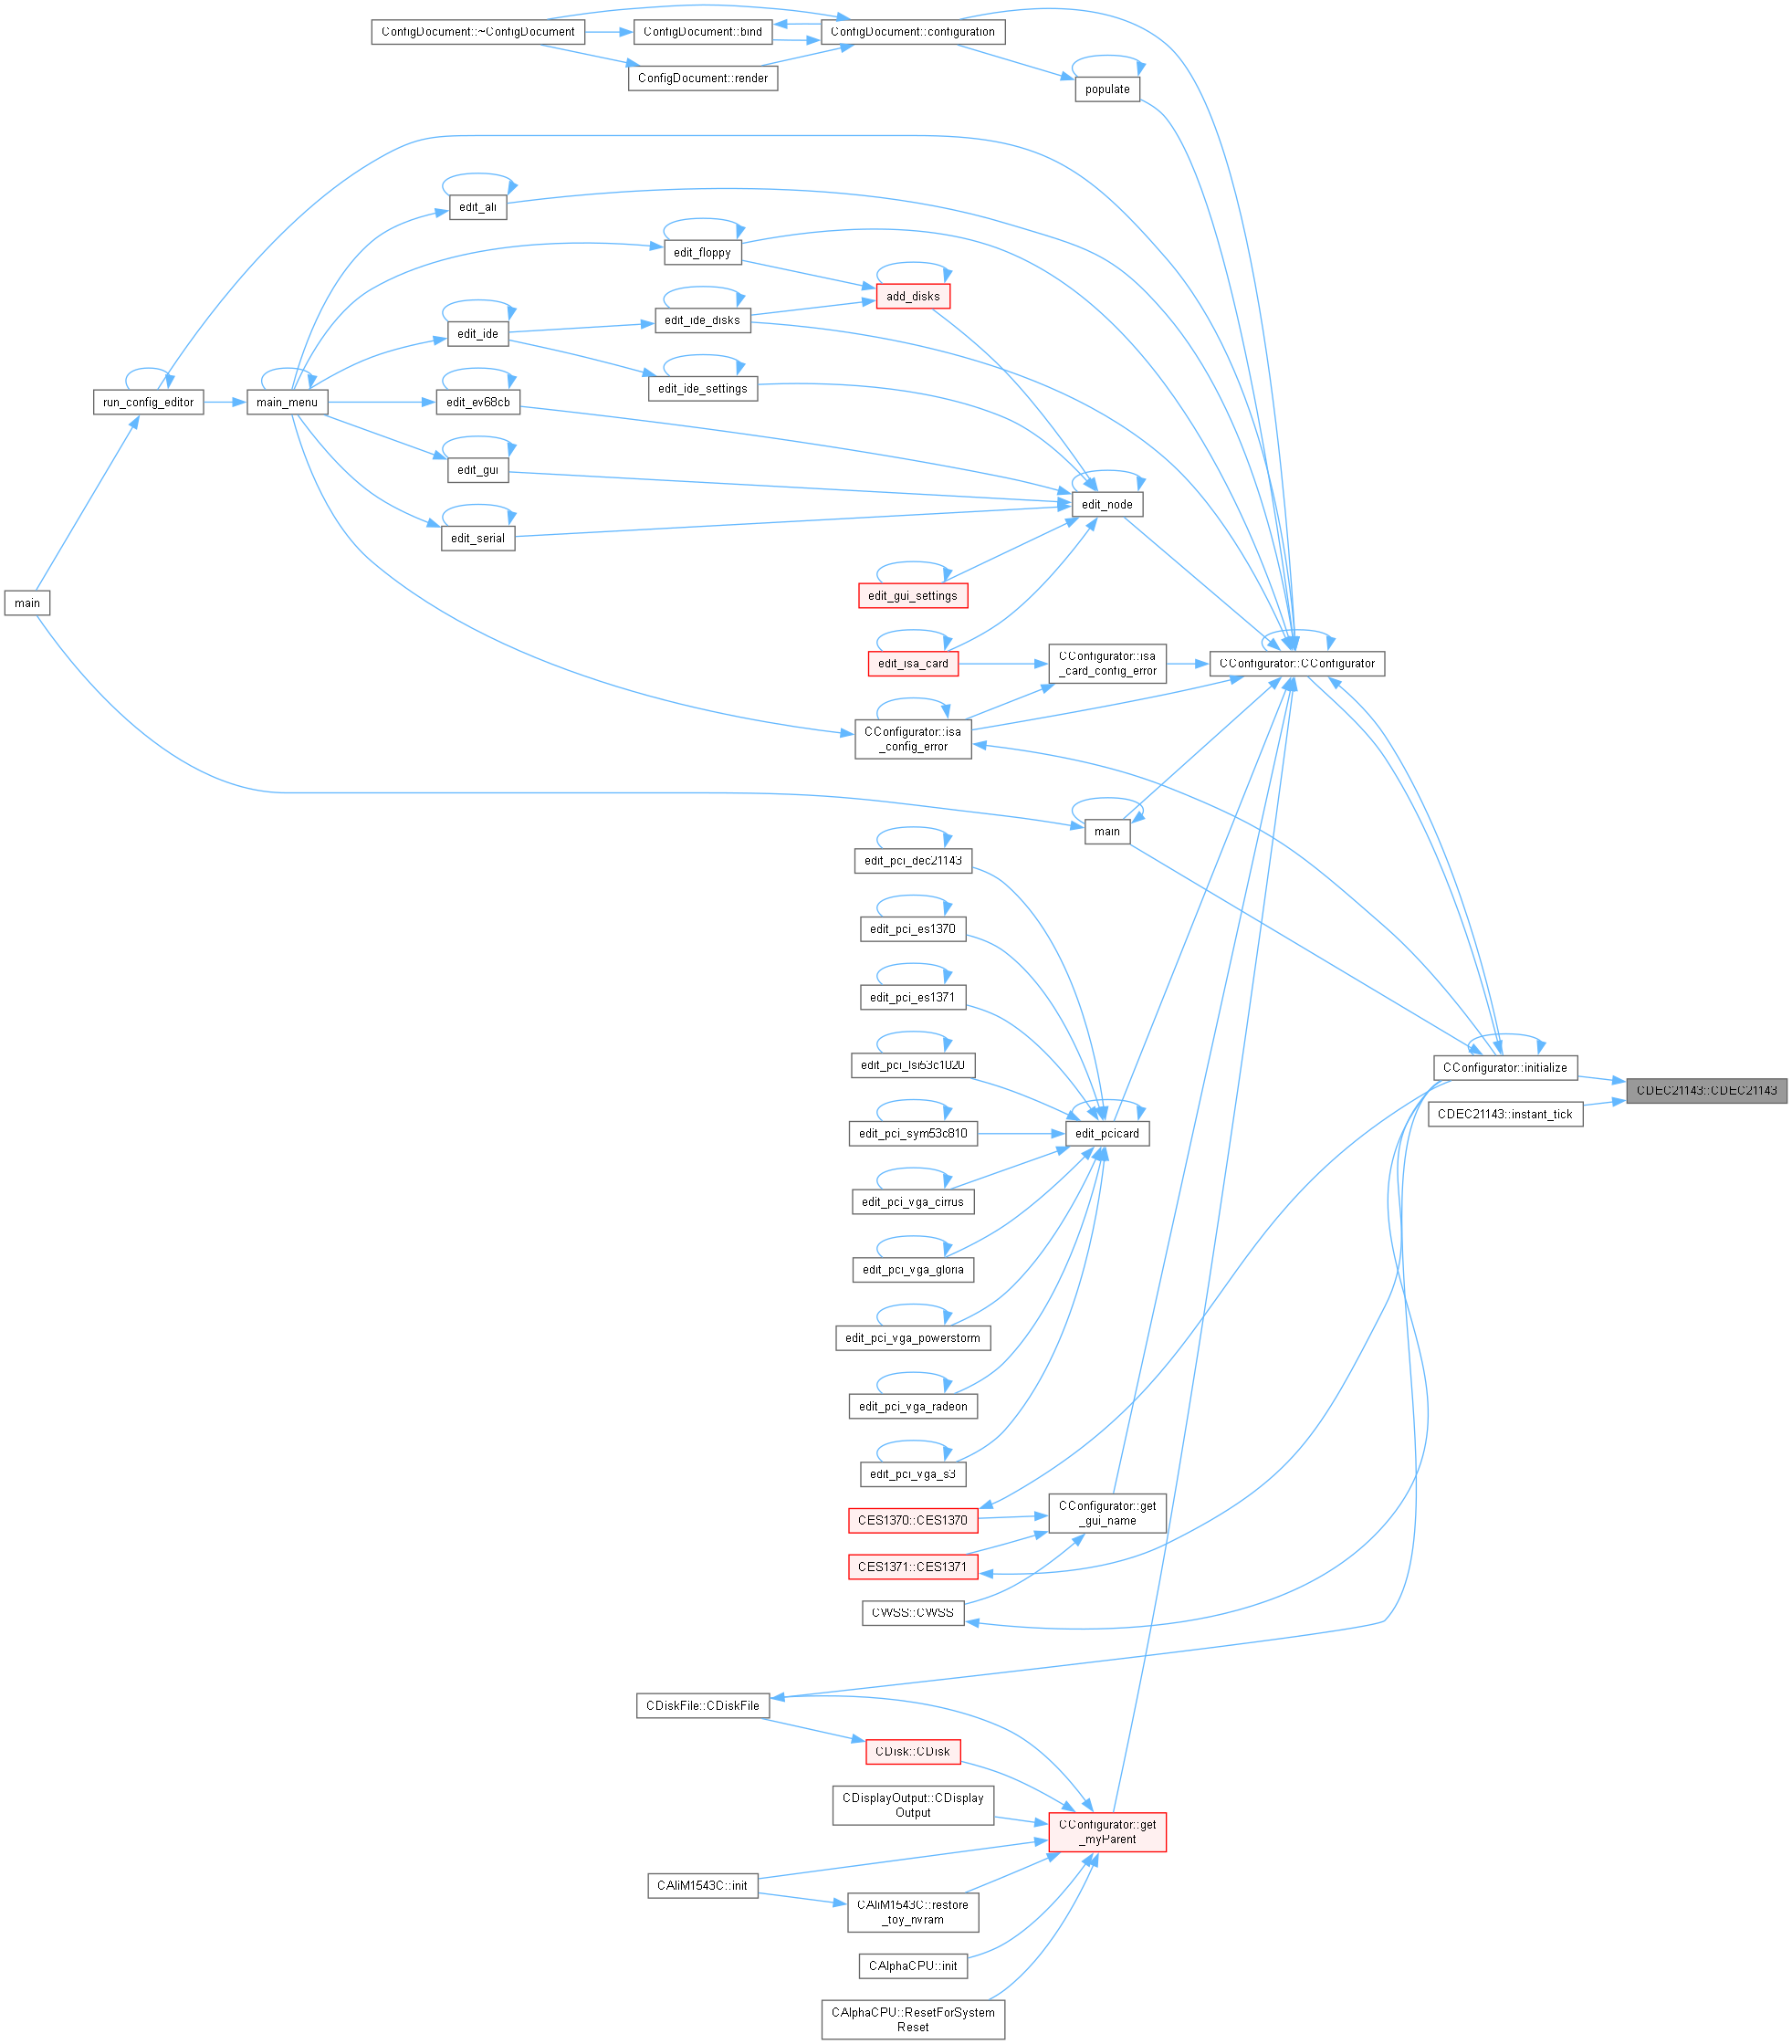 ConfigDocument::~ConfigDocument
ConfigDocument::bind
ConfigDocument::configuration
ConfigDocument::render
populate
edit_ali
edit_floppy
add_disks
edit_ide_disks
edit_ide
edit_ide_settings
run_config_editor
main_menu
edit_ev68cb
edit_gui
edit_node
edit_serial
edit_gui_settings
main
CConfigurator::isa
_card_config_error
edit_isa_card
CConfigurator::CConfigurator
CConfigurator::isa
_config_error
main
edit_pci_dec21143
edit_pci_es1370
edit_pci_es1371
edit_pci_lsi53c1020
CConfigurator::initialize
CDEC21143::CDEC21143
CDEC21143::instant_tick
edit_pci_sym53c810
edit_pcicard
edit_pci_vga_cirrus
edit_pci_vga_gloria
edit_pci_vga_powerstorm
edit_pci_vga_radeon
edit_pci_vga_s3
CConfigurator::get
_gui_name
CES1370::CES1370
CES1371::CES1371
CWSS::CWSS
CDiskFile::CDiskFile
CDisk::CDisk
CDisplayOutput::CDisplay
Output
CConfigurator::get
_myParent
CAliM1543C::init
CAliM1543C::restore
_toy_nvram
CAlphaCPU::init
CAlphaCPU::ResetForSystem
Reset